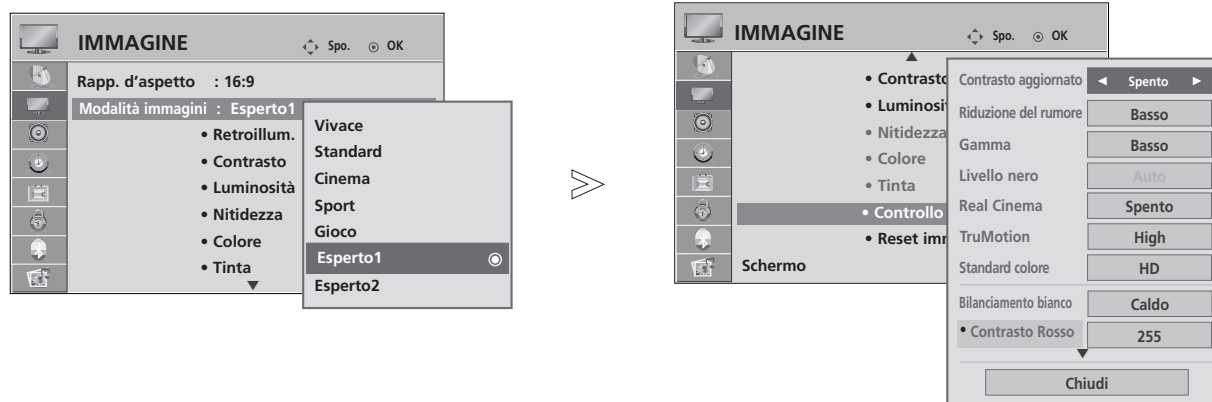 IMMAGINE
Spo.
OK
Rapp. d'aspetto : 16:9
Modalità immagini : Esperto1
• Retroillum.
• Contrasto
• Luminosità
• Nitidezza
• Colore
• Tinta
Vivace
Standard
Cinema
Sport
Gioco
Esperto1
Esperto2
IMMAGINE
Spo.
OK
• Contrasto
• Luminosi
• Nitidezza
• Colore
• Tinta
• Controllo
• Reset imr
Schermo
Contrasto aggiornato Spento
Riduzione del rumore Basso
Gamma Basso
Livello nero Auto
Real Cinema Spento
TruMotion High
Standard colore HD
Bilanciamento bianco Caldo
• Contrasto Rosso 255
Chiudi